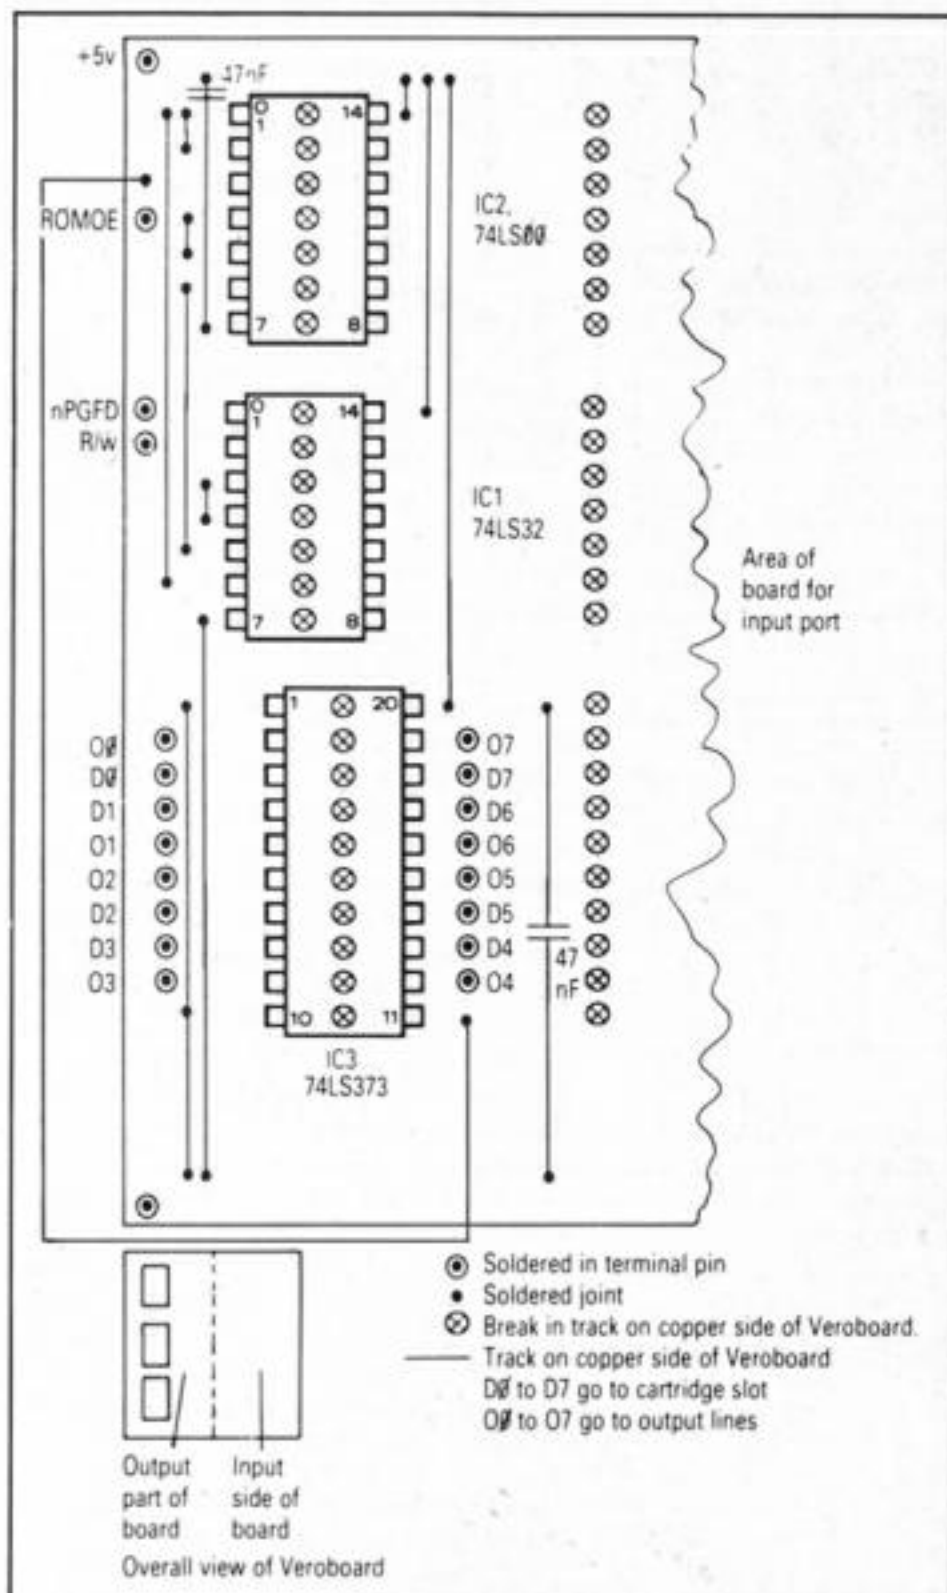 +5v
47nF
0
1
14
ROMOE
IC2,
74LS00
7
8
nPGFD
R/w
0
1
14
IC1
74LS32
7
8
Area of
board for
input port
1
20
O0
O7
D0
D7
D1
D6
O1
O6
O2
O5
D2
D5
D3
D4
47
nF
O3
O4
10
11
IC3
74LS373
Soldered in terminal pin
Soldered joint
Break in track on copper side of Veroboard.
Track on copper side of Veroboard
D0 to D7 go to cartridge slot
O0 to O7 go to output lines
Output
part of
board
Input
side of
board
Overall view of Veroboard